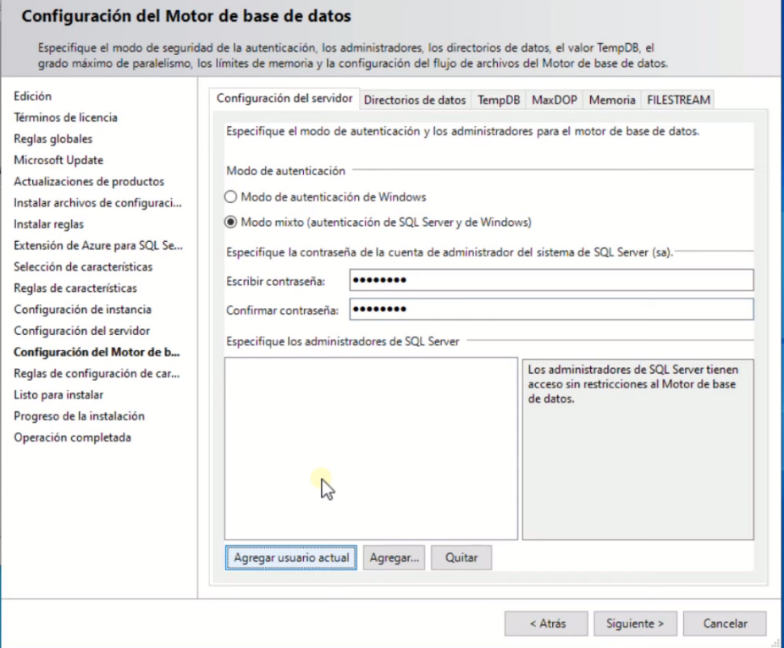 Configuración del Motor de base de datos
Especifique el modo de seguridad de la autenticación, los administradores, los directorios de datos, el valor TempDB, el
grado máximo de paralelismo, los límites de memoria y la configuración del flujo de archivos del Motor de base de datos.
Edición
Términos de licencia
Reglas globales
Microsoft Update
Actualizaciones de productos
Instalar archivos de configuraci...
Instalar reglas
Extensión de Azure para SQL Se...
Selección de características
Reglas de características
Configuración de instancia
Configuración del servidor
Configuración del Motor de b...
Reglas de configuración de car...
Listo para instalar
Progreso de la instalación
Operación completada
Configuración del servidor Directorios de datos TempDB MaxDOP Memoria FILESTREAM
Especifique el modo de autenticación y los administradores para el motor de base de datos.
Modo de autenticación
Modo de autenticación de Windows
Modo mixto (autenticación de SQL Server y de Windows)
Especifique la contraseña de la cuenta de administrador del sistema de SQL Server (sa).
Escribir contraseña: ●●●●●●●●
Confirmar contraseña: ●●●●●●●●
Especifique los administradores de SQL Server
Los administradores de SQL Server tienen
acceso sin restricciones al Motor de base
de datos.
Agregar usuario actual Agregar... Quitar
< Atrás Siguiente > Cancelar